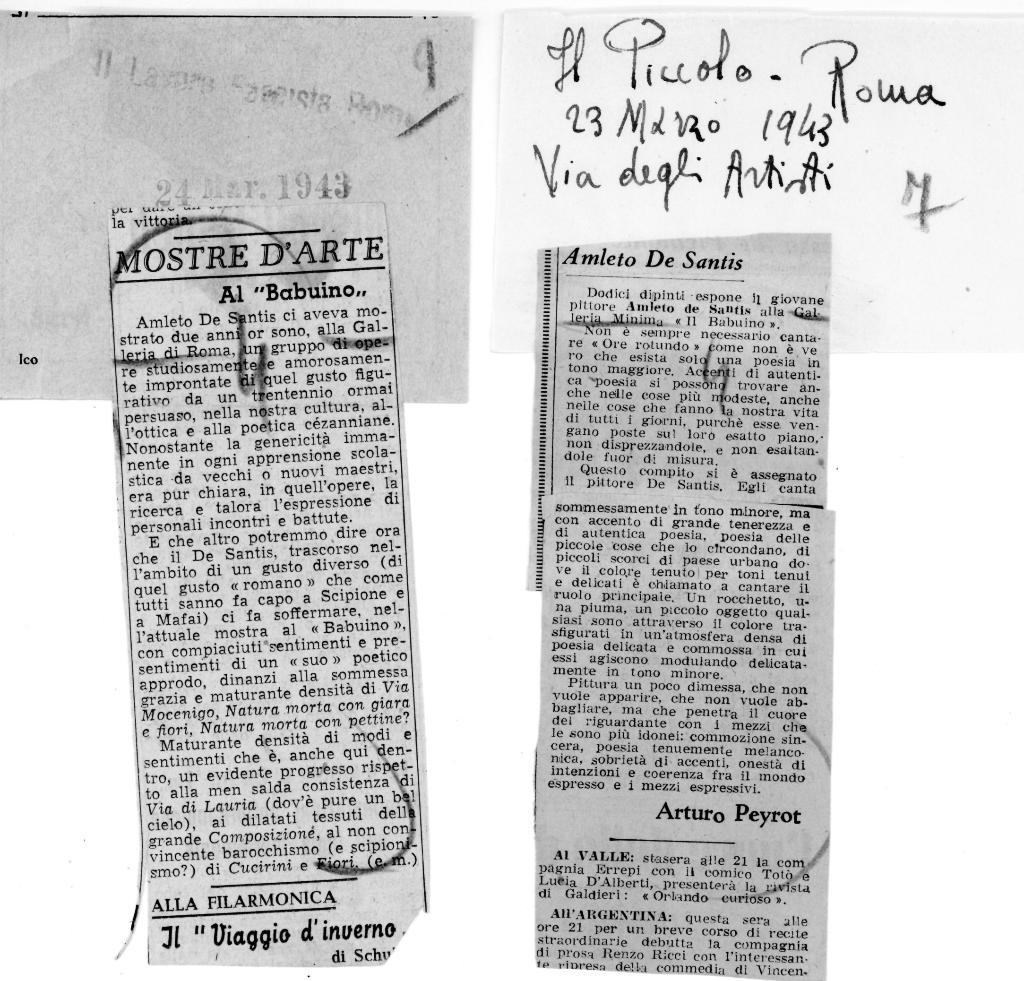 Il Lavoro Fascista Roma
9
24 Mar. 1943
la vittoria.
MOSTRE D'ARTE
Al "Babuino„
Amleto De Santis ci aveva mo-
strato due anni or sono, alla Gal-
leria di Roma, un gruppo di ope-
re studiosamente e amorosamen-
te improntate di quel gusto figu-
rativo da un trentennio ormai
persuaso, nella nostra cultura, al-
l'ottica e alla poetica cézanniane.
Nonostante la genericità imma-
nente in ogni apprensione scola-
stica da vecchi o nuovi maestri,
era pur chiara, in quell'opere, la
ricerca e talora l'espressione di
personali incontri e battute.
E che altro potremmo dire ora
che il De Santis, trascorso nel-
l'ambito di un gusto diverso (di
quel gusto «romano» che come
tutti sanno fa capo a Scipione e
a Mafai) ci fa soffermare, nel-
l'attuale mostra al «Babuino»,
con compiaciuti sentimenti e pre-
sentimenti di un «suo» poetico
approdo, dinanzi alla sommessa
grazia e maturante densità di Via
Mocenigo, Natura morta con giara
e fiori, Natura morta con pettine?
Maturante densità di modi e
sentimenti che è, anche qui den-
tro, un evidente progresso rispet-
to alla men salda consistenza di
Via di Lauria (dov'è pure un bel
cielo), ai dilatati tessuti della
grande Composizione, al non con-
vincente barocchismo (e scipioni-
smo?) di Cucirini e Fiori. (e. m.)
ALLA FILARMONICA
Il "Viaggio d'inverno
di Schu
lco
Il Piccolo - Roma
23 Marzo 1943
Via degli Artisti
7
Amleto De Santis
Dodici dipinti espone il giovane
pittore Amleto de Santis alla Gal-
leria Minima «Il Babuino».
Non è sempre necessario canta-
re «Ore rotundo» come non è ve-
ro che esista solo una poesia in
tono maggiore. Accenti di autenti-
ca poesia si possono trovare an-
che nelle cose più modeste, anche
nelle cose che fanno la nostra vita
di tutti i giorni, purchè esse ven-
gano poste sul loro esatto piano,
non disprezzandole, e non esaltan-
dole fuor di misura.
Questo compito si è assegnato
il pittore De Santis. Egli canta
sommessamente in tono minore, ma
con accento di grande tenerezza e
di autentica poesia, poesia delle
piccole cose che lo circondano, di
piccoli scorci di paese urbano do-
ve il colore tenuto per toni tenui
e delicati è chiamato a cantare il
ruolo principale. Un rocchetto, u-
na piuma, un piccolo oggetto qual-
siasi sono attraverso il colore tra-
sfigurati in un'atmosfera densa di
poesia delicata e commossa in cui
essi agiscono modulando delicata-
mente in tono minore.
Pittura un poco dimessa, che non
vuole apparire, che non vuole ab-
bagliare, ma che penetra il cuore
del riguardante con i mezzi che
le sono più idonei: commozione sin-
cera, poesia tenuemente melanco-
nica, sobrietà di accenti, onestà di
intenzioni e coerenza fra il mondo
espresso e i mezzi espressivi.
Arturo Peyrot
Al VALLE: stasera alle 21 la com
pagnia Errepi con il comico Totò e
Lucia D'Alberti, presenterà la rivista
di Galdieri: «Orlando curioso».
All'ARGENTINA: questa sera alle
ore 21 per un breve corso di recite
straordinarie debutta la compagnia
di prosa Renzo Ricci con l'interessan-
te ripresa della commedia di Vincen-